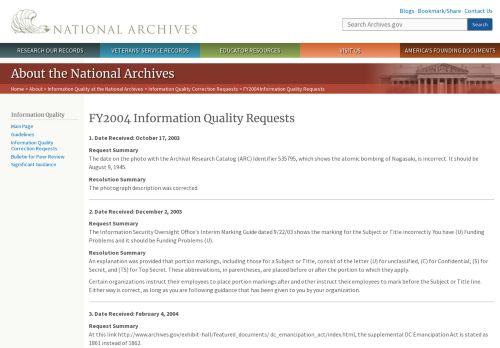 NATIONAL ARCHIVES
Blogs · Bookmark/Share · Contact Us
Search Archives.gov
Search
RESEARCH OUR RECORDS
VETERANS' SERVICE RECORDS
EDUCATOR RESOURCES
VISIT US
AMERICA'S FOUNDING DOCUMENTS
About the National Archives
Home > About > Information Quality at the National Archives > Information Quality Correction Requests > FY2004 Information Quality Requests
Information Quality
Main Page
Guidelines
Information Quality
Correction Requests
Bulletin for Peer Review
Significant Guidance
FY2004 Information Quality Requests
1. Date Received: October 17, 2003
Request Summary
The date on the photo with the Archival Research Catalog (ARC) Identifier 535795, which shows the atomic bombing of Nagasaki, is incorrect. It should be
August 9, 1945.
Resolution Summary
The photograph description was corrected.
2. Date Received: December 2, 2003
Request Summary
The Information Security Oversight Office's Interim Marking Guide dated 9/22/03 shows the marking for the Subject or Title incorrectly. You have (U) Funding
Problems and it should be Funding Problems (U).
Resolution Summary
An explanation was provided that portion markings, including those for a Subject or Title, consist of the letter (U) for unclassified, (C) for Confidential, (S) for
Secret, and (TS) for Top Secret. These abbreviations, in parentheses, are placed before or after the portion to which they apply.
Certain organizations instruct their employees to place portion markings after and other instruct their employees to mark before the Subject or Title line.
Either way is correct, as long as you are following guidance that has been given to you by your organization.
3. Date Received: February 4, 2004
Request Summary
At this link http://www.archives.gov/exhibit-hall/featured_documents/ dc_emancipation_act/index.html, the supplemental DC Emancipation Act is stated as
1861 instead of 1862.